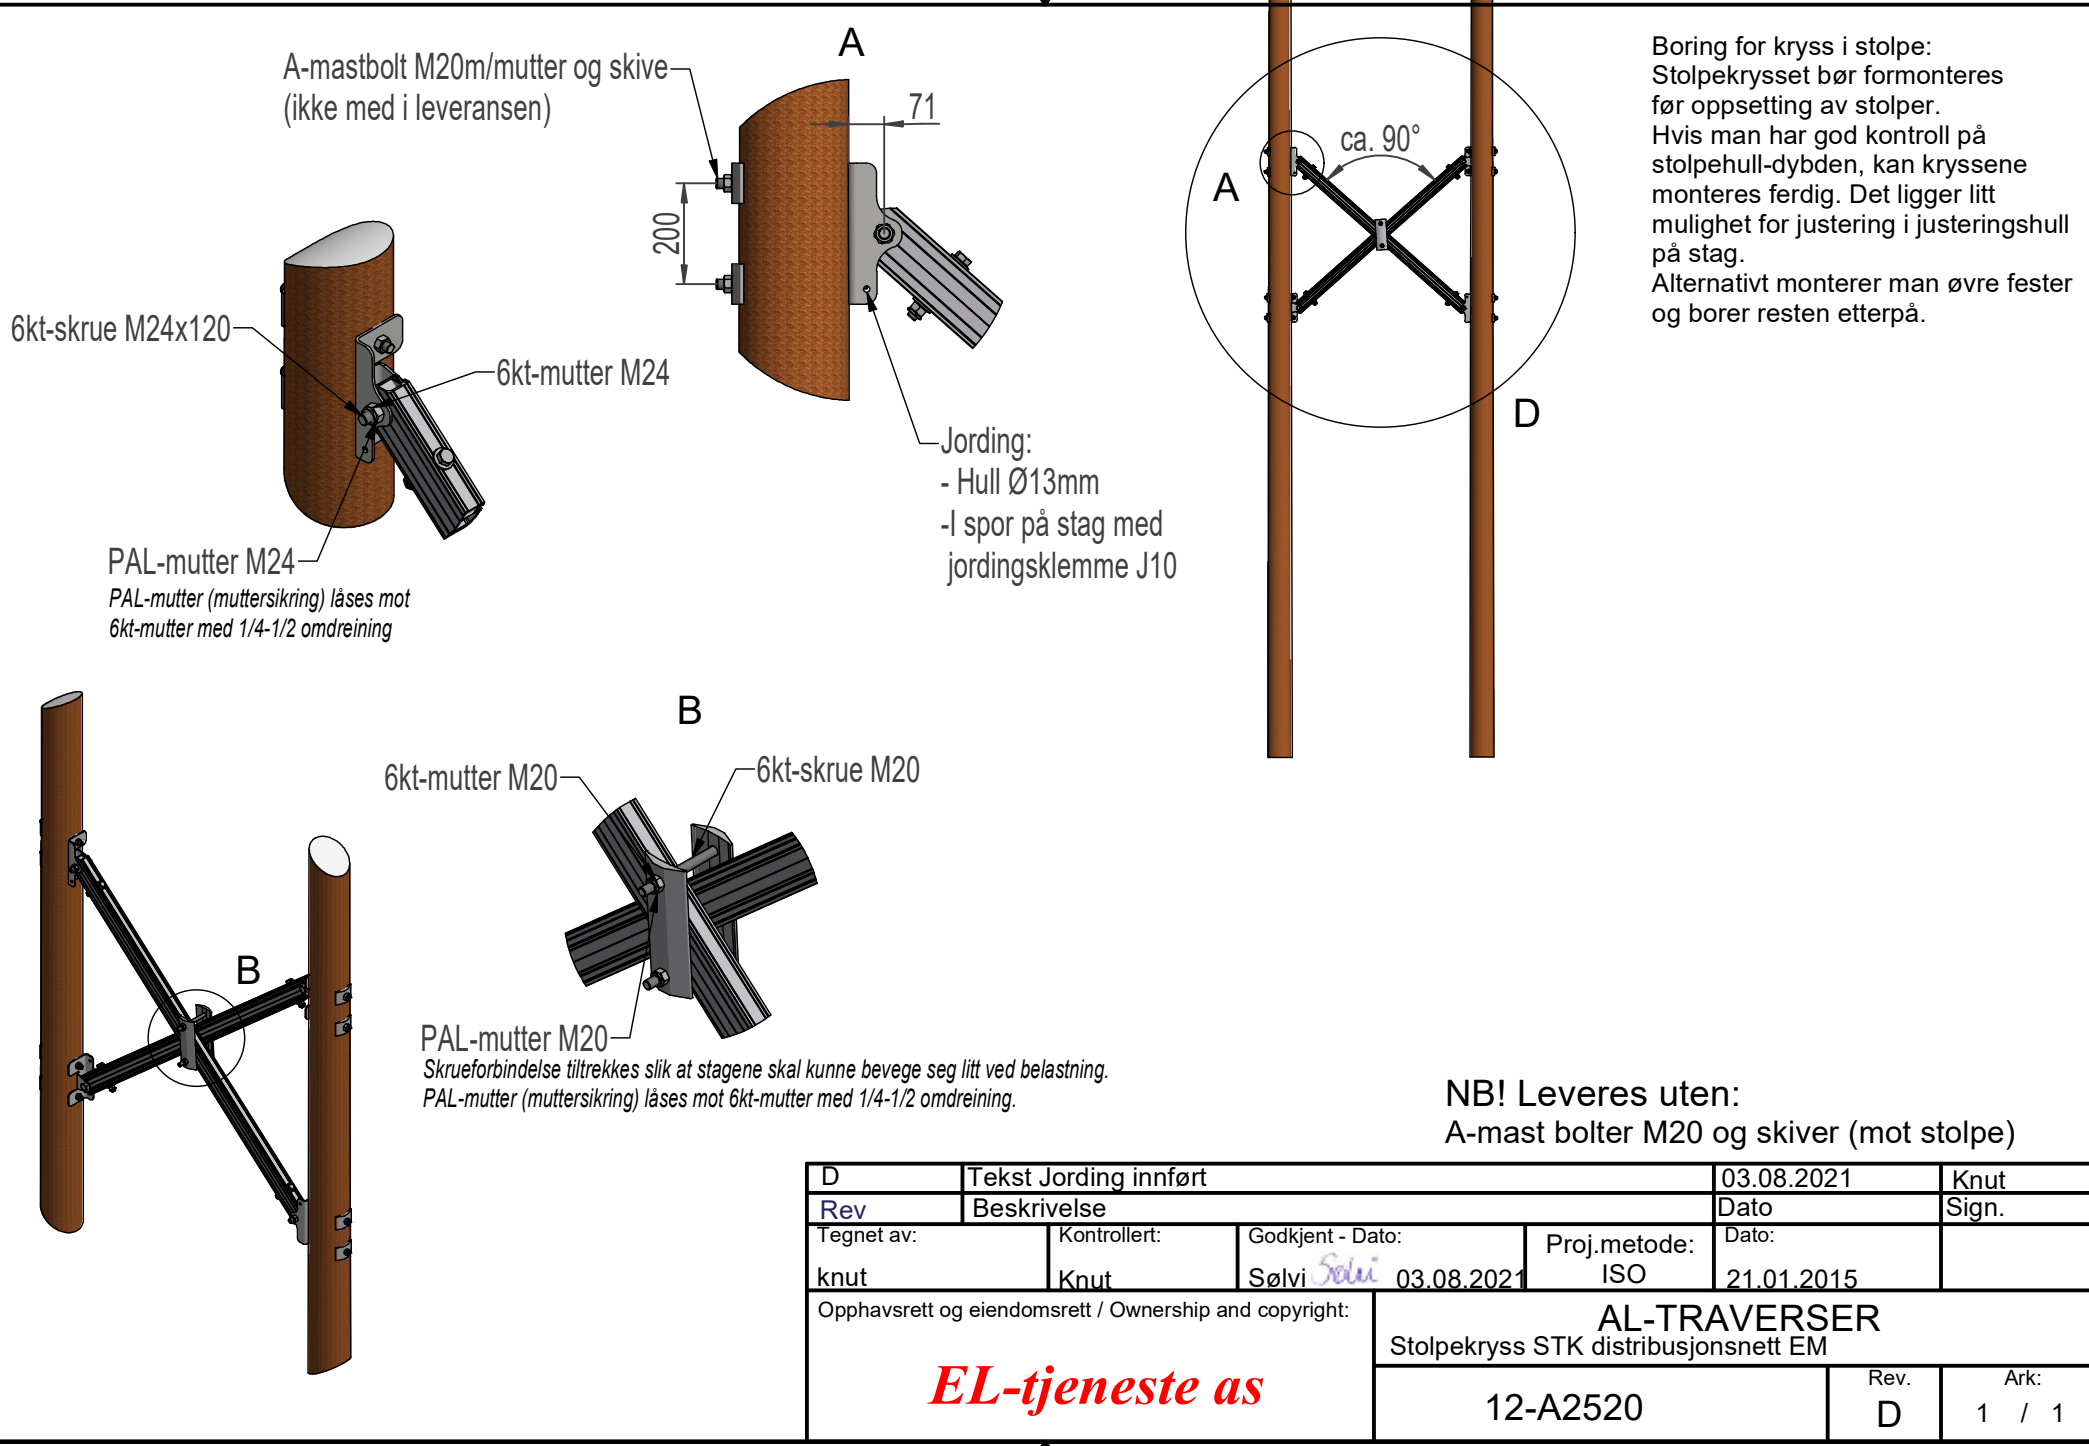 A
A-mastbolt M20m/mutter og skive
(ikke med i leveransen)
71
200
6kt-skrue M24x120
6kt-mutter M24
PAL-mutter M24
PAL-mutter (muttersikring) låses mot
6kt-mutter med 1/4-1/2 omdreining
Jording:
- Hull Ø13mm
-I spor på stag med
jordingsklemme J10
ca. 90°
A
D
Boring for kryss i stolpe:
Stolpekrysset bør formonteres
før oppsetting av stolper.
Hvis man har god kontroll på
stolpehull-dybden, kan kryssene
monteres ferdig. Det ligger litt
mulighet for justering i justeringshull
på stag.
Alternativt monterer man øvre fester
og borer resten etterpå.
B
B
6kt-mutter M20
6kt-skrue M20
PAL-mutter M20
Skrueforbindelse tiltrekkes slik at stagene skal kunne bevege seg litt ved belastning.
PAL-mutter (muttersikring) låses mot 6kt-mutter med 1/4-1/2 omdreining.
NB! Leveres uten:
A-mast bolter M20 og skiver (mot stolpe)
D Tekst Jording innført 03.08.2021 Knut
Rev Beskrivelse Dato Sign.
Tegnet av: Kontrollert: Godkjent - Dato: Proj.metode: Dato:
knut Knut Sølvi Sølvi 03.08.2021 ISO 21.01.2015
Opphavsrett og eiendomsrett / Ownership and copyright:
EL-tjeneste as
AL-TRAVERSER
Stolpekryss STK distribusjonsnett EM
12-A2520
Rev.
D
Ark:
1 / 1